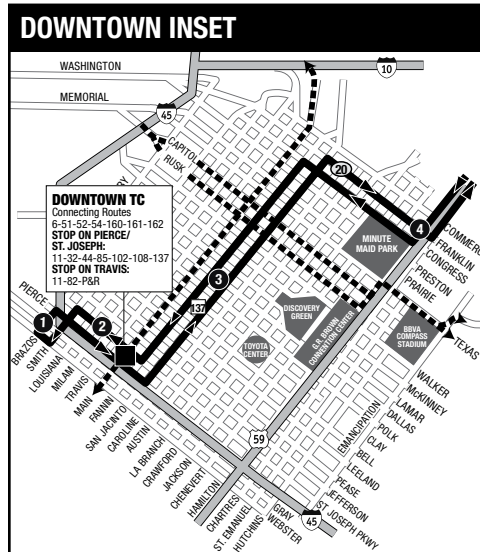 DOWNTOWN INSET
WASHINGTON
MEMORIAL
10
45
CAPITOL
RUSK
DOWNTOWN TC
Connecting Routes
6-51-52-54-160-161-162
STOP ON PIERCE/
ST. JOSEPH:
11-32-44-85-102-108-137
STOP ON TRAVIS:
11-82-P&R
20
4
MINUTE
MAID PARK
COMMERCE
FRANKLIN
CONGRESS
PRESTON
PRAIRIE
TEXAS
3
137
DISCOVERY
GREEN
G.R. BROWN
CONVENTION CENTER
TOYOTA
CENTER
BBVA
COMPASS
STADIUM
PIERCE
1
2
BRAZOS
SMITH
LOUISIANA
MILAM
TRAVIS
MAIN
FANNIN
SAN JACINTO
CAROLINE
AUSTIN
LA BRANCH
CRAWFORD
JACKSON
CHENEVERT
HAMILTON
59
CHARTRES
ST. EMANUEL
HUTCHINS
EMANCIPATION
WALKER
McKINNEY
LAMAR
DALLAS
POLK
CLAY
BELL
LEELAND
PEASE
JEFFERSON
ST JOSEPH PKWY
GRAY
WEBSTER
45